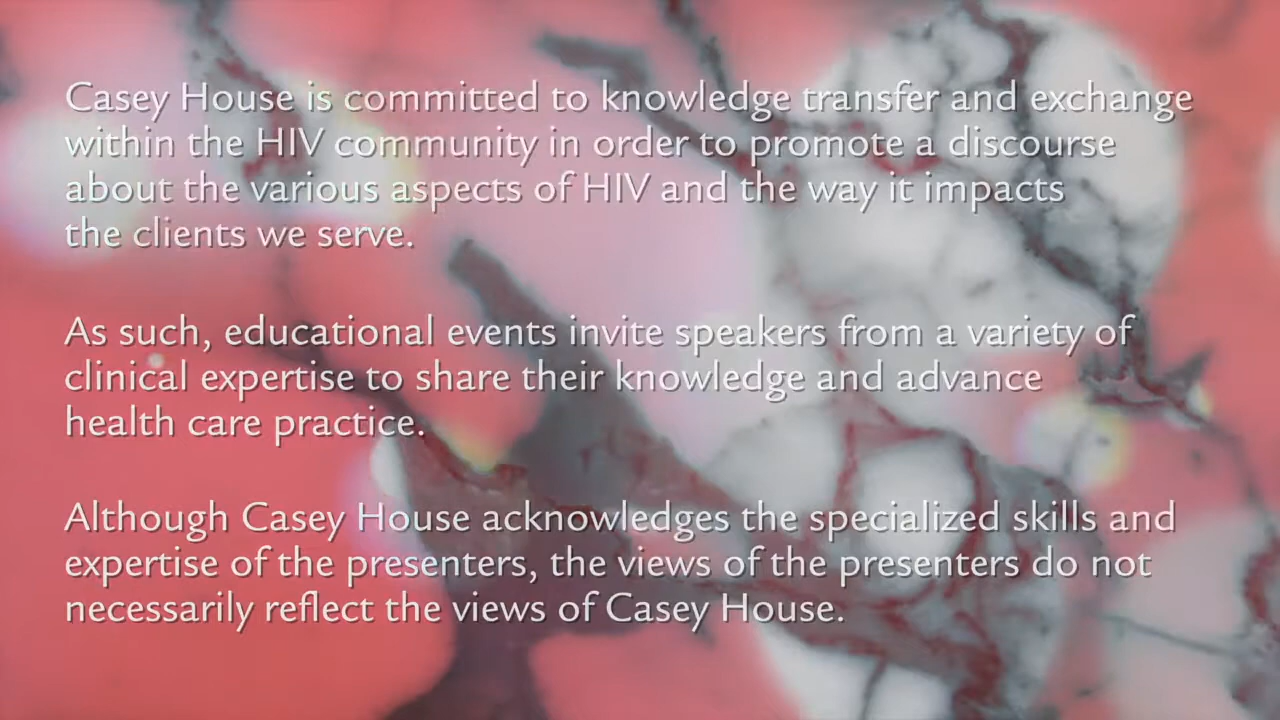 Casey House is committed to knowledge transfer and exchange
within the HIV community in order to promote a discourse
about the various aspects of HIV and the way it impacts
the clients we serve.
As such, educational events invite speakers from a variety of
clinical expertise to share their knowledge and advance
health care practice.
Although Casey House acknowledges the specialized skills and
expertise of the presenters, the views of the presenters do not
necessarily reflect the views of Casey House.